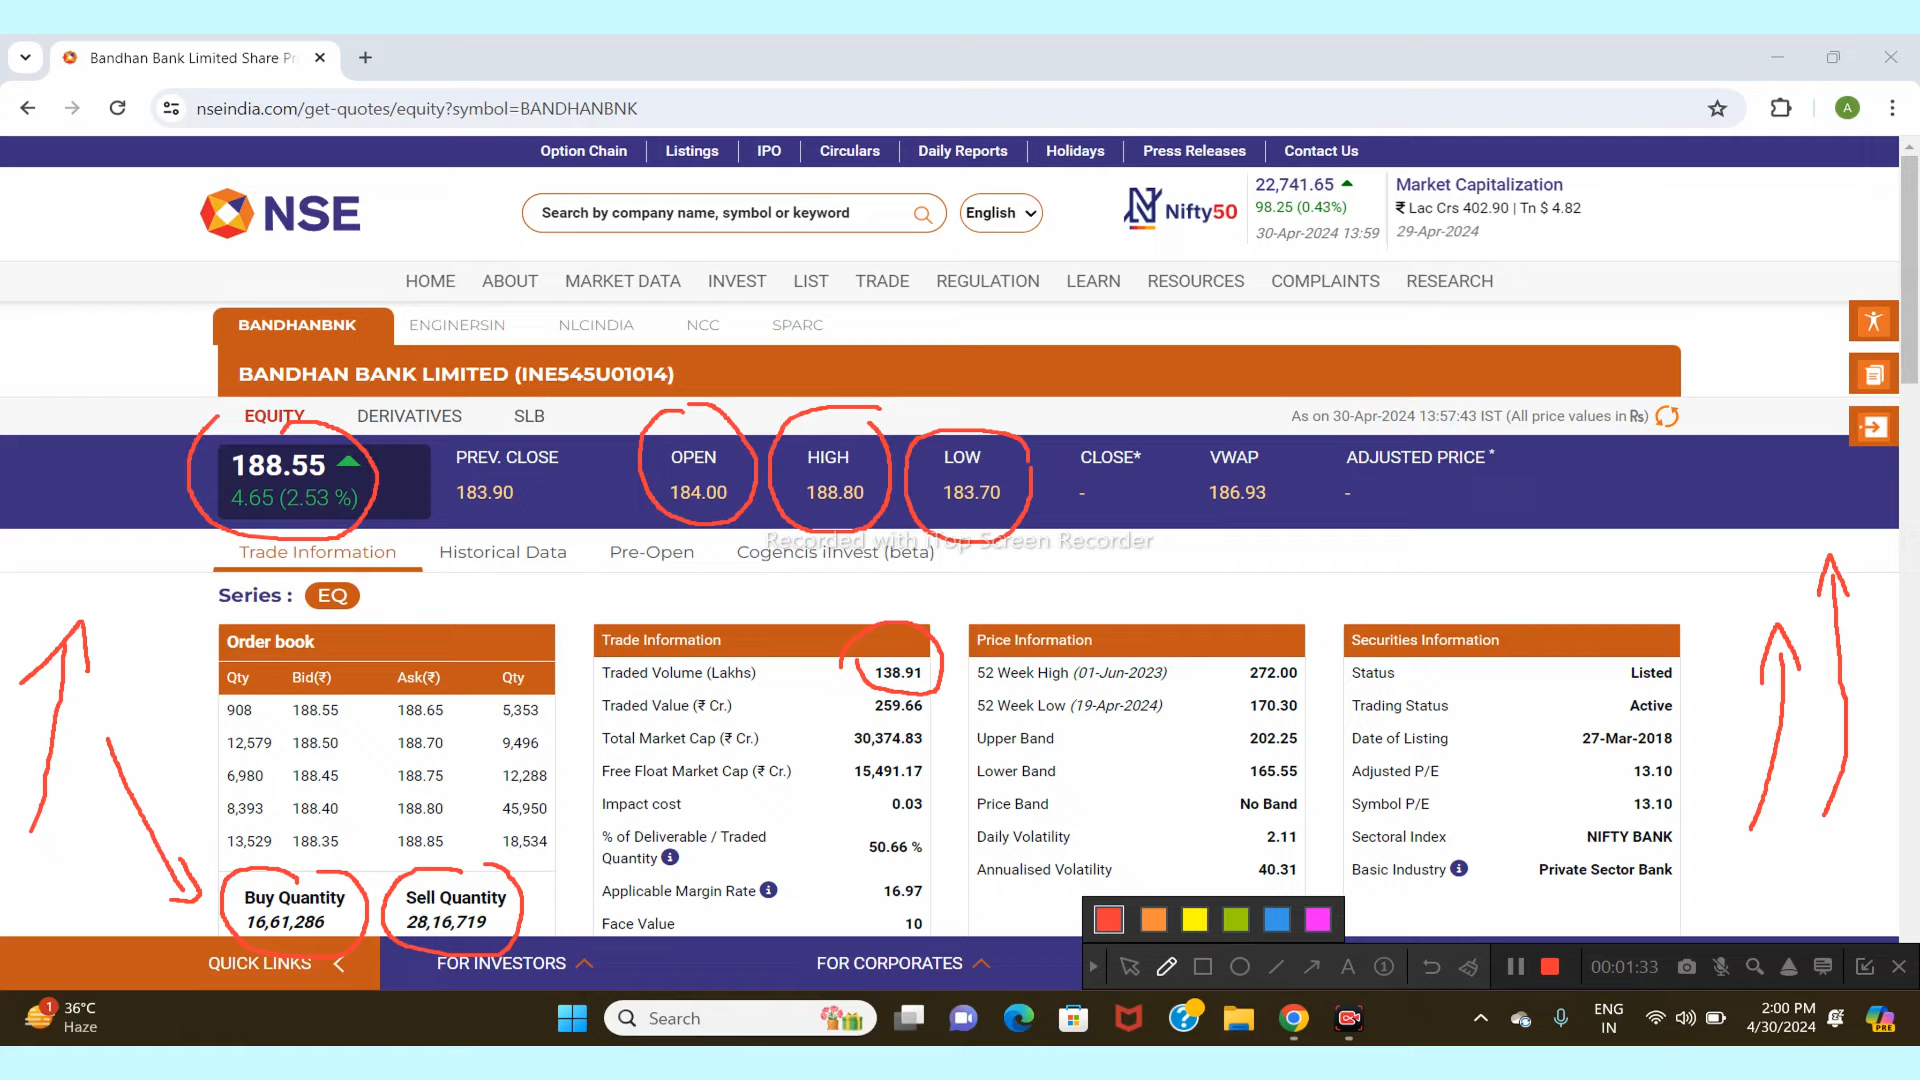 Bandhan Bank Limited Share Pr
nseindia.com/get-quotes/equity?symbol=BANDHANBNK
A
Option Chain Listings IPO Circulars Daily Reports Holidays Press Releases Contact Us
NSE
Search by company name, symbol or keyword
English
Nifty50
22,741.65
98.25 (0.43%)
30-Apr-2024 13:59
Market Capitalization
₹ Lac Crs 402.90 | Tn $ 4.82
29-Apr-2024
HOME ABOUT MARKET DATA INVEST LIST TRADE REGULATION LEARN RESOURCES COMPLAINTS RESEARCH
BANDHANBNK ENGINERSIN NLCINDIA NCC SPARC
BANDHAN BANK LIMITED (INE545U01014)
EQUITY DERIVATIVES SLB
As on 30-Apr-2024 13:57:43 IST (All price values in ₨)
188.55
4.65 (2.53 %)
PREV. CLOSE OPEN HIGH LOW CLOSE* VWAP ADJUSTED PRICE *
183.90 184.00 188.80 183.70 - 186.93 -
Recorded with iTop Screen Recorder
Trade Information Historical Data Pre-Open Cogencis iInvest (beta)
Series : EQ
Order book
Qty Bid(₹) Ask(₹) Qty
908 188.55 188.65 5,353
12,579 188.50 188.70 9,496
6,980 188.45 188.75 12,288
8,393 188.40 188.80 45,950
13,529 188.35 188.85 18,534
Buy Quantity Sell Quantity
16,61,286 28,16,719
Trade Information
Traded Volume (Lakhs) 138.91
Traded Value (₹ Cr.) 259.66
Total Market Cap (₹ Cr.) 30,374.83
Free Float Market Cap (₹ Cr.) 15,491.17
Impact cost 0.03
% of Deliverable / Traded
Quantity 50.66 %
Applicable Margin Rate 16.97
Face Value 10
Price Information
52 Week High (01-Jun-2023) 272.00
52 Week Low (19-Apr-2024) 170.30
Upper Band 202.25
Lower Band 165.55
Price Band No Band
Daily Volatility 2.11
Annualised Volatility 40.31
Securities Information
Status Listed
Trading Status Active
Date of Listing 27-Mar-2018
Adjusted P/E 13.10
Symbol P/E 13.10
Sectoral Index NIFTY BANK
Basic Industry Private Sector Bank
QUICK LINKS FOR INVESTORS FOR CORPORATES
A 1 00:01:33
1
36°C
Haze
Search
ENG
IN
2:00 PM
4/30/2024
PRE